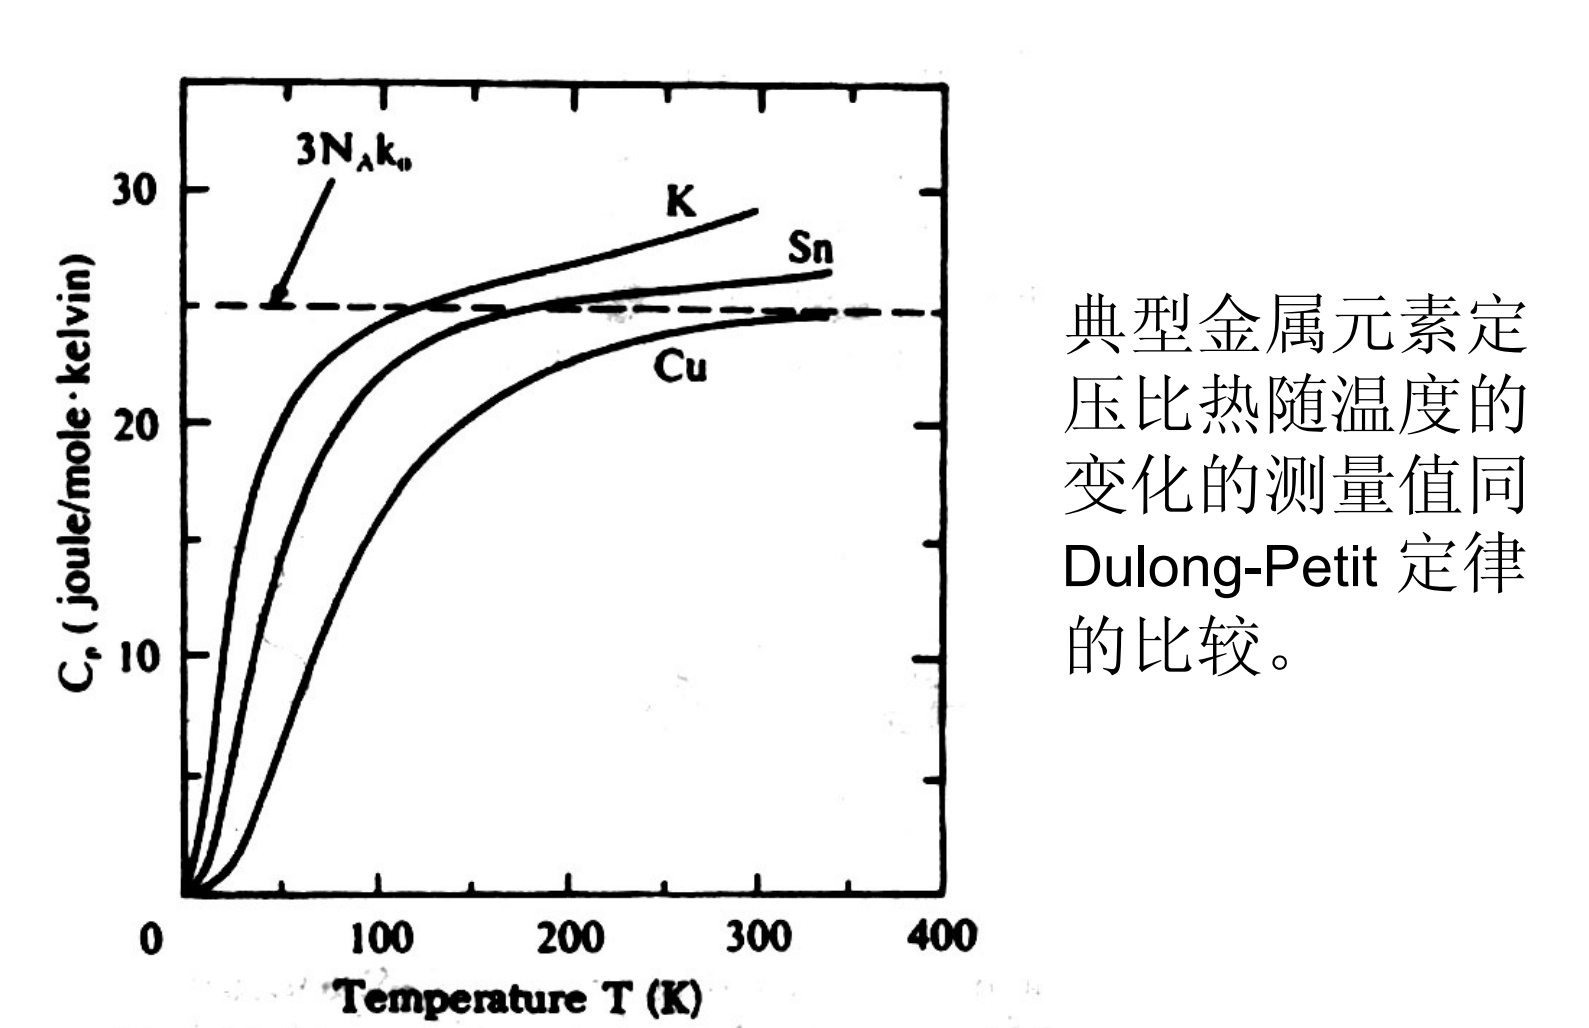 3N_A k_0
30
K
Sn
Cu
20
10
C_p ( joule/mole·kelvin)
0
100
200
300
400
Temperature T (K)
典型金属元素定
压比热随温度的
变化的测量值同
Dulong-Petit 定律
的比较。